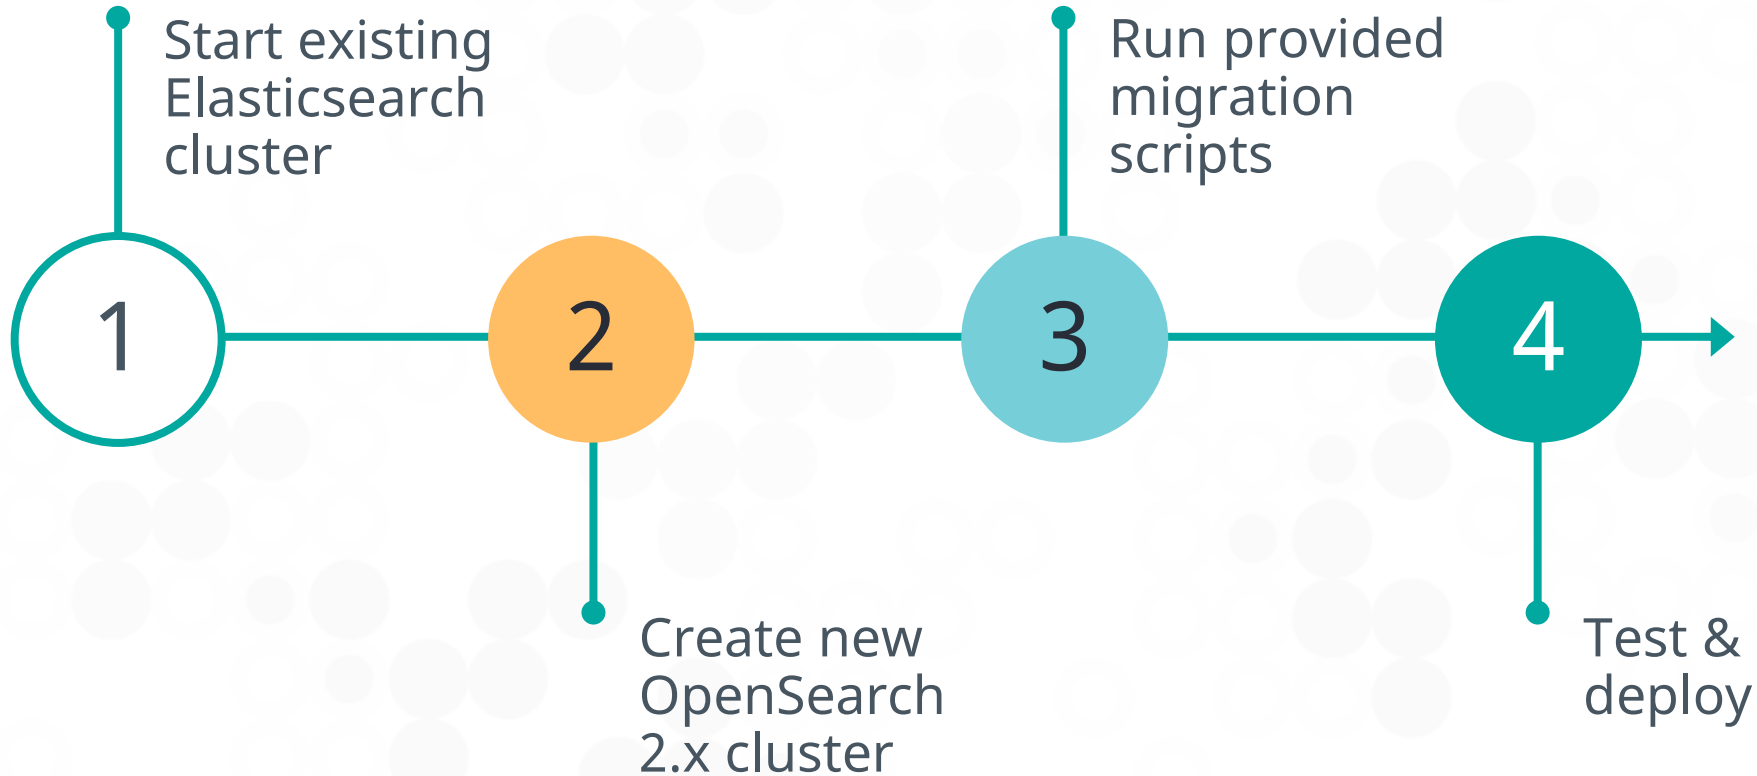 Start existing
Elasticsearch
cluster
Run provided
migration
scripts
1
2
3
4
Create new
OpenSearch
2.x cluster
Test &
deploy